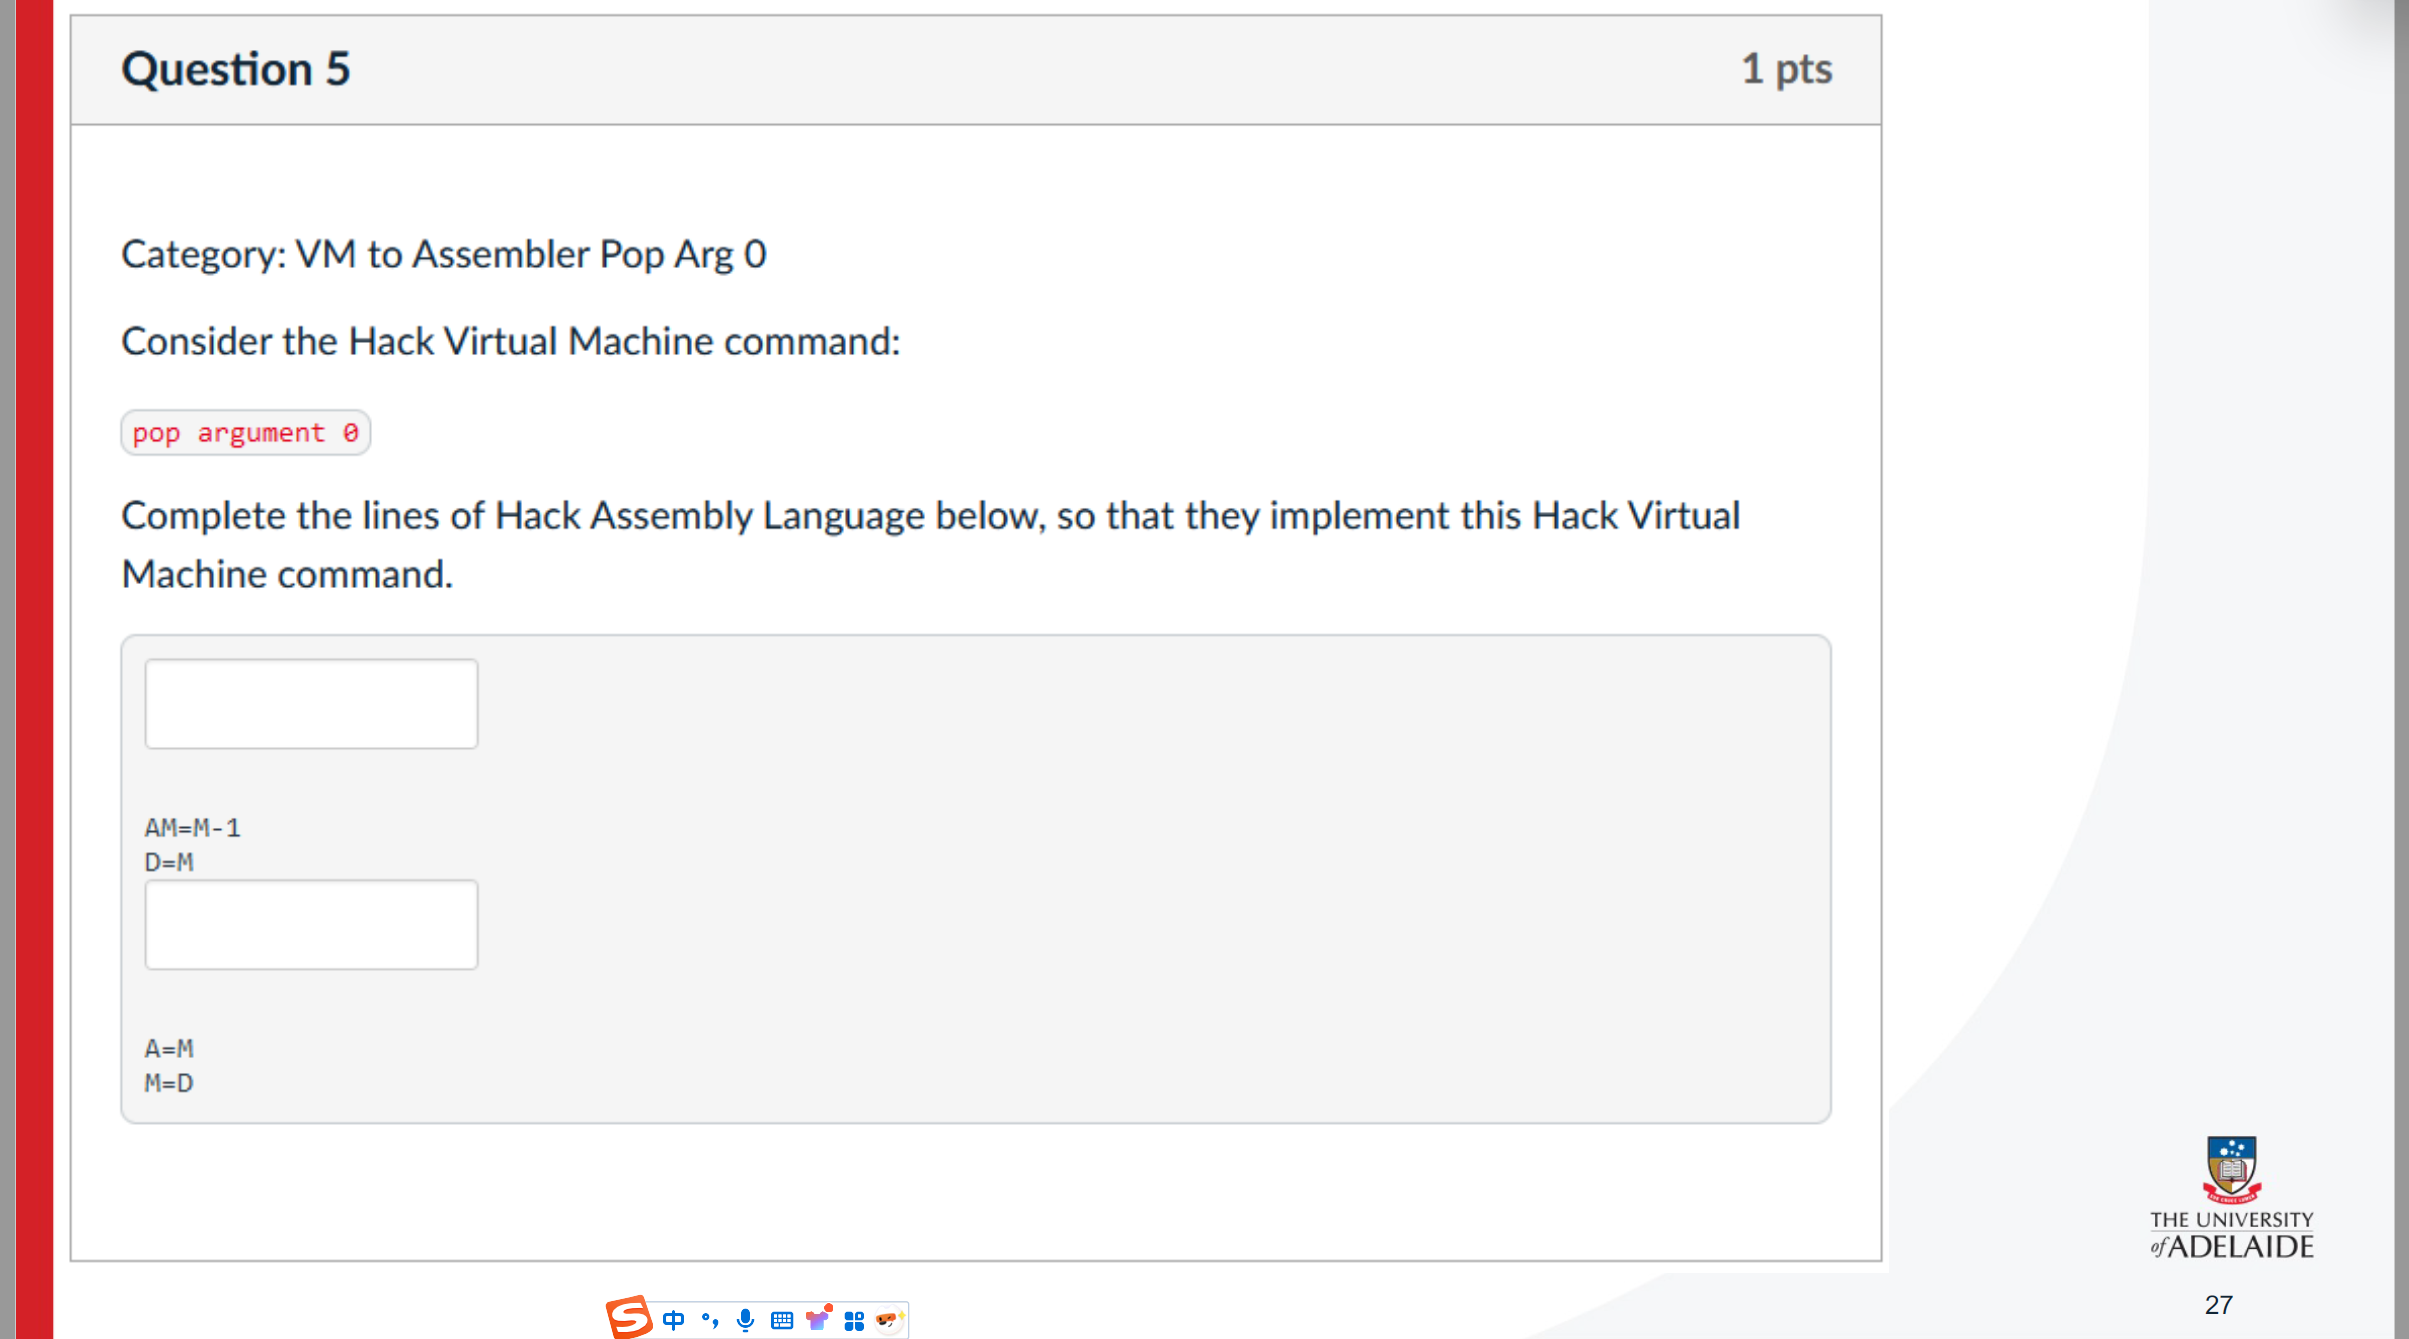 Question 5
1 pts
Category: VM to Assembler Pop Arg 0
Consider the Hack Virtual Machine command:
pop argument 0
Complete the lines of Hack Assembly Language below, so that they implement this Hack Virtual
Machine command.
AM=M-1
D=M
A=M
M=D
THE UNIVERSITY
of ADELAIDE
27
S 中